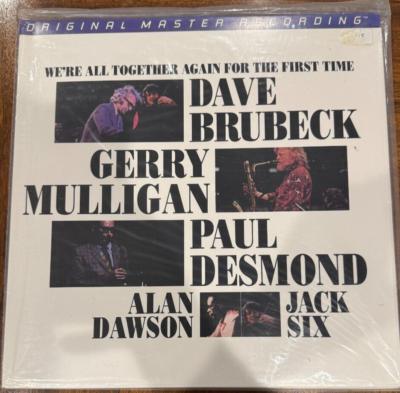 ORIGINAL MASTER RECORDING™
WE'RE ALL TOGETHER AGAIN FOR THE FIRST TIME
DAVE
BRUBECK
GERRY
MULLIGAN
PAUL
DESMOND
ALAN
DAWSON
JACK
SIX